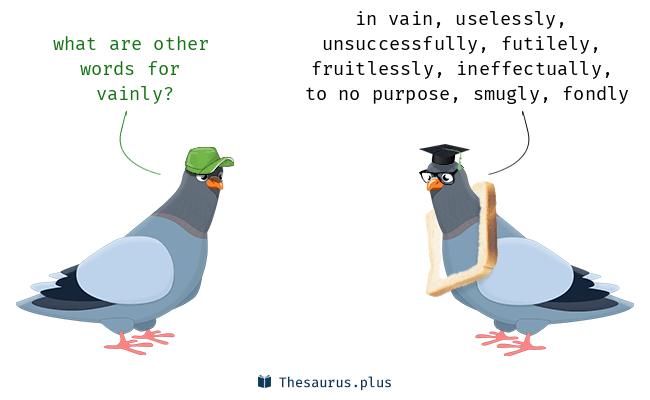 what are other
words for
vainly?
in vain, uselessly,
unsuccessfully, futilely,
fruitlessly, ineffectually,
to no purpose, smugly, fondly
Thesaurus.plus